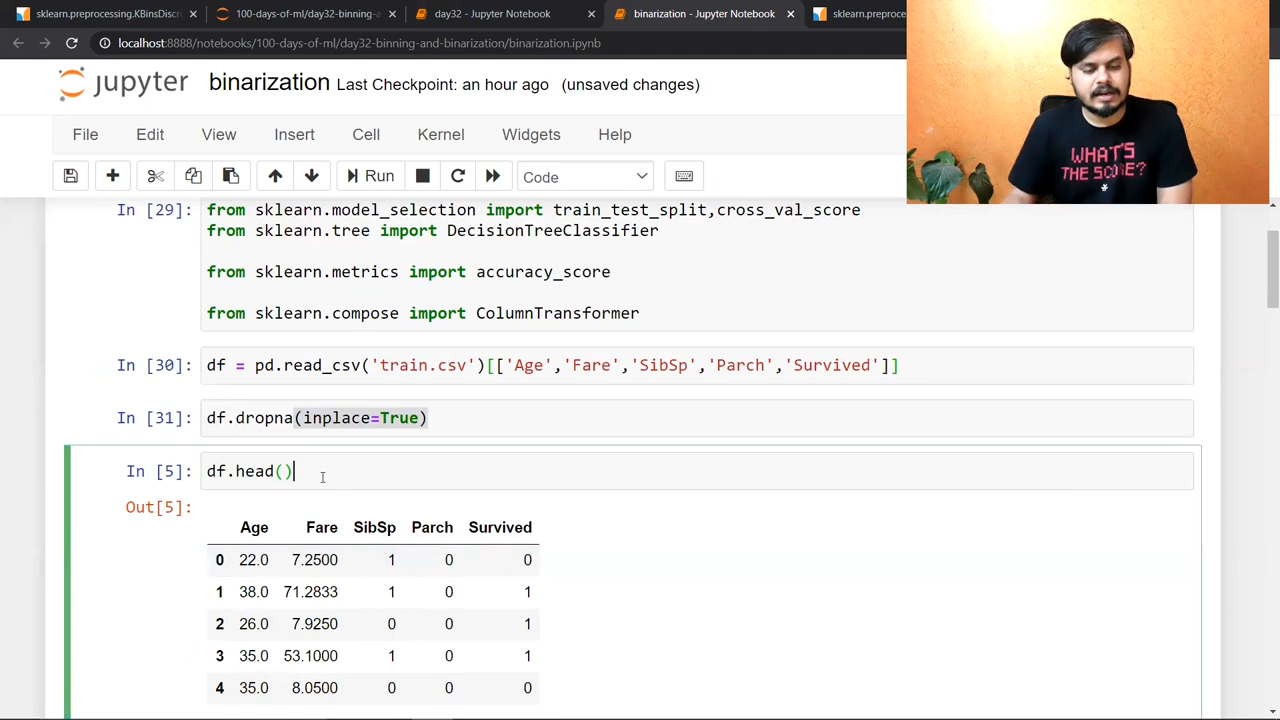 sklearn.preprocessing.KBinsDiscr
100-days-of-ml/day32-binning-a
day32 - Jupyter Notebook
binarization - Jupyter Notebook
sklearn.preproce
localhost:8888/notebooks/100-days-of-ml/day32-binning-and-binarization/binarization.ipynb
jupyter binarization Last Checkpoint: an hour ago (unsaved changes)
File Edit View Insert Cell Kernel Widgets Help
Run Code
WHAT'S
THE SCORE?
In [29]: from sklearn.model_selection import train_test_split,cross_val_score
from sklearn.tree import DecisionTreeClassifier
from sklearn.metrics import accuracy_score
from sklearn.compose import ColumnTransformer
In [30]: df = pd.read_csv('train.csv')[['Age','Fare','SibSp','Parch','Survived']]
In [31]: df.dropna(inplace=True)
In [5]: df.head()
Out[5]:
Age Fare SibSp Parch Survived
0 22.0 7.2500 1 0 0
1 38.0 71.2833 1 0 1
2 26.0 7.9250 0 0 1
3 35.0 53.1000 1 0 1
4 35.0 8.0500 0 0 0